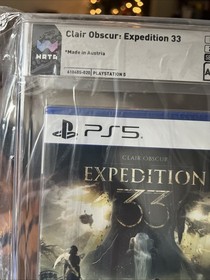 Clair Obscur: Expedition 33
*Made in Austria
WATA
PLAYSTATION 5
PS5
CLAIR OBSCUR
EXPEDITION
33